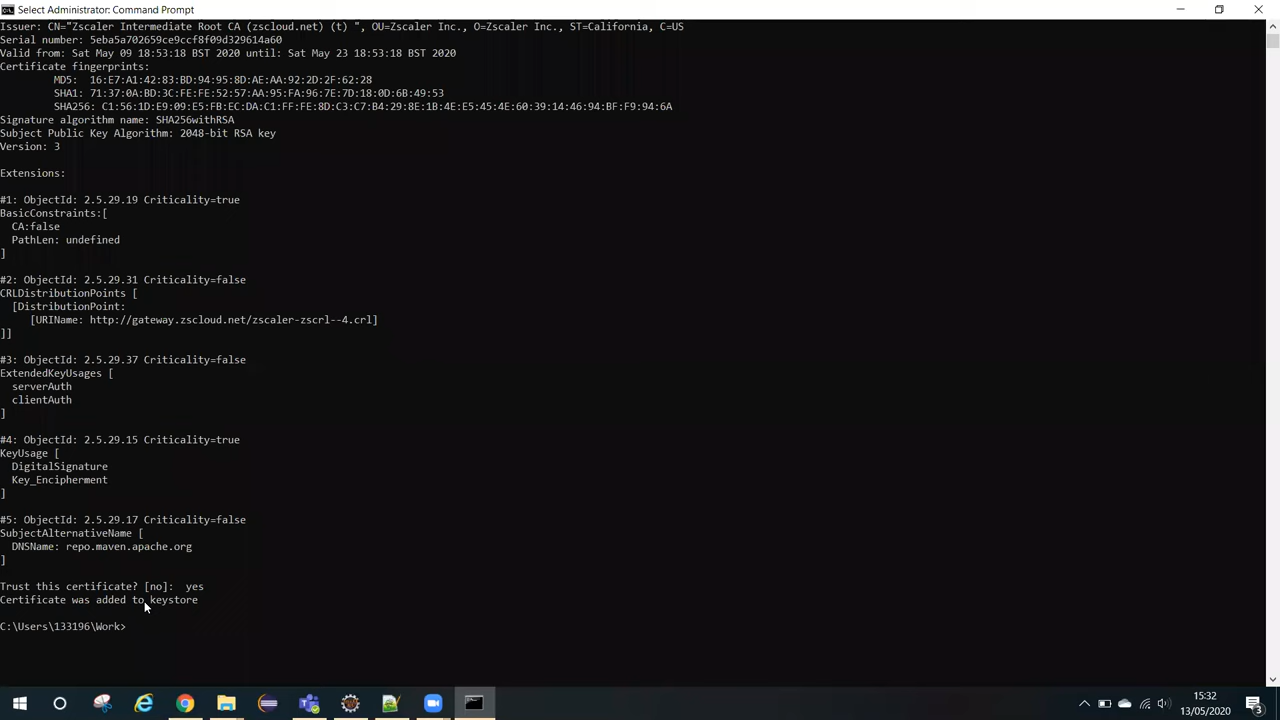 Select Administrator: Command Prompt
Issuer: CN="Zscaler Intermediate Root CA (zscloud.net) (t) ", OU=Zscaler Inc., O=Zscaler Inc., ST=California, C=US
Serial number: 5eba5a702659ce9ccf8f09d329614a60
Valid from: Sat May 09 18:53:18 BST 2020 until: Sat May 23 18:53:18 BST 2020
Certificate fingerprints:
MD5: 16:E7:A1:42:83:BD:94:95:8D:AE:AA:92:2D:2F:62:28
SHA1: 71:37:0A:BD:3C:FE:FE:52:57:AA:95:FA:96:7E:7D:18:0D:6B:49:53
SHA256: C1:56:1D:E9:09:E5:FB:EC:DA:C1:FF:FE:8D:C3:C7:B4:29:8E:1B:4E:E5:45:4E:60:39:14:46:94:BF:F9:94:6A
Signature algorithm name: SHA256withRSA
Subject Public Key Algorithm: 2048-bit RSA key
Version: 3
Extensions:
#1: ObjectId: 2.5.29.19 Criticality=true
BasicConstraints:[
CA:false
PathLen: undefined
]
#2: ObjectId: 2.5.29.31 Criticality=false
CRLDistributionPoints [
[DistributionPoint:
[URIName: http://gateway.zscloud.net/zscaler-zscrl--4.crl]
]]
#3: ObjectId: 2.5.29.37 Criticality=false
ExtendedKeyUsages [
serverAuth
clientAuth
]
#4: ObjectId: 2.5.29.15 Criticality=true
KeyUsage [
DigitalSignature
Key_Encipherment
]
#5: ObjectId: 2.5.29.17 Criticality=false
SubjectAlternativeName [
DNSName: repo.maven.apache.org
]
Trust this certificate? [no]: yes
Certificate was added to keystore
C:\Users\133196\Work>
15:32
13/05/2020
3